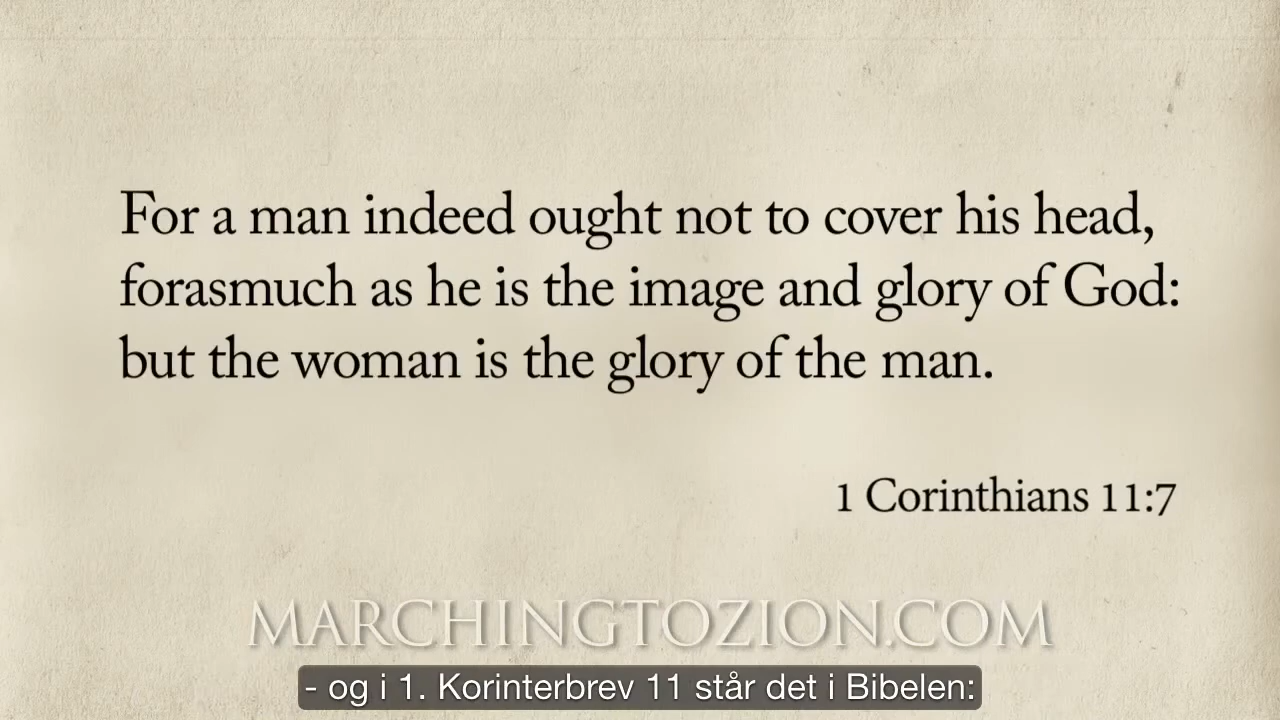 For a man indeed ought not to cover his head,
forasmuch as he is the image and glory of God:
but the woman is the glory of the man.
1 Corinthians 11:7
MARCHINGTOZION.COM
- og i 1. Korinterbrev 11 står det i Bibelen: